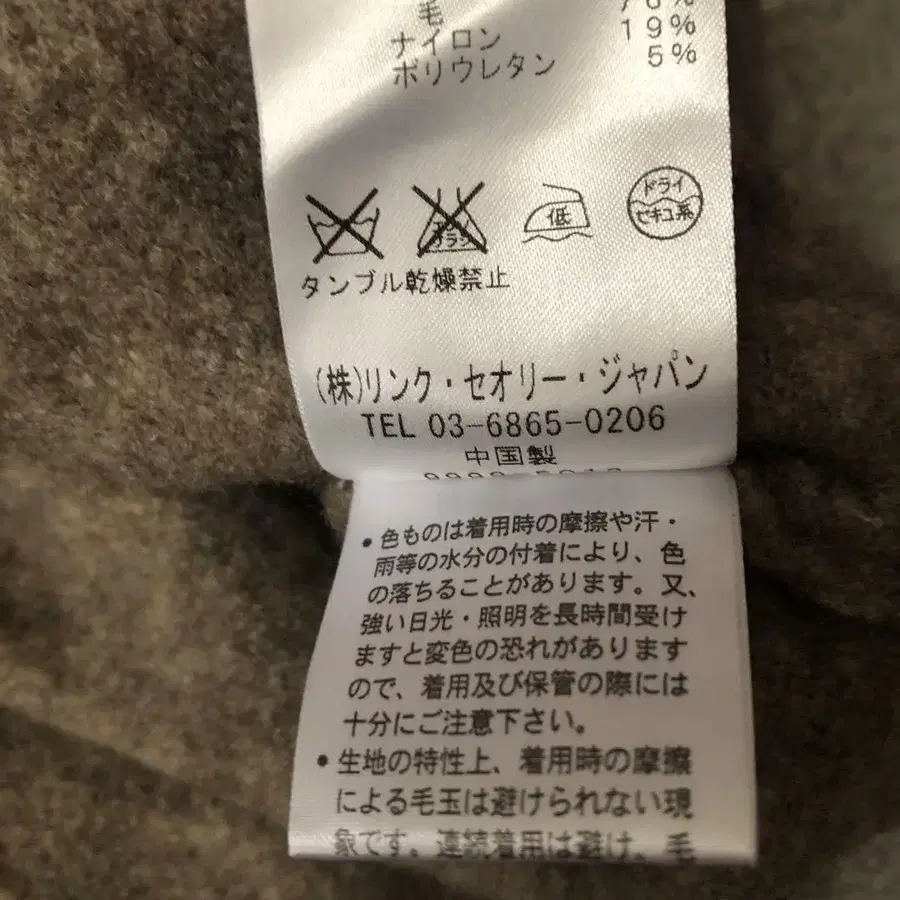 毛 76%
ナイロン 19%
ポリウレタン 5%
低
ドライ
セキユ系
タンブル乾燥禁止
(株)リンク・セオリー・ジャパン
TEL 03-6865-0206
中国製
• 色ものは着用時の摩擦や汗・
雨等の水分の付着により、色
の落ちることがあります。又、
強い日光・照明を長時間受け
ますと変色の恐れがあります
ので、着用及び保管の際には
十分にご注意下さい。
• 生地の特性上、着用時の摩擦
による毛玉は避けられない現
象です。連続着用は避け、毛